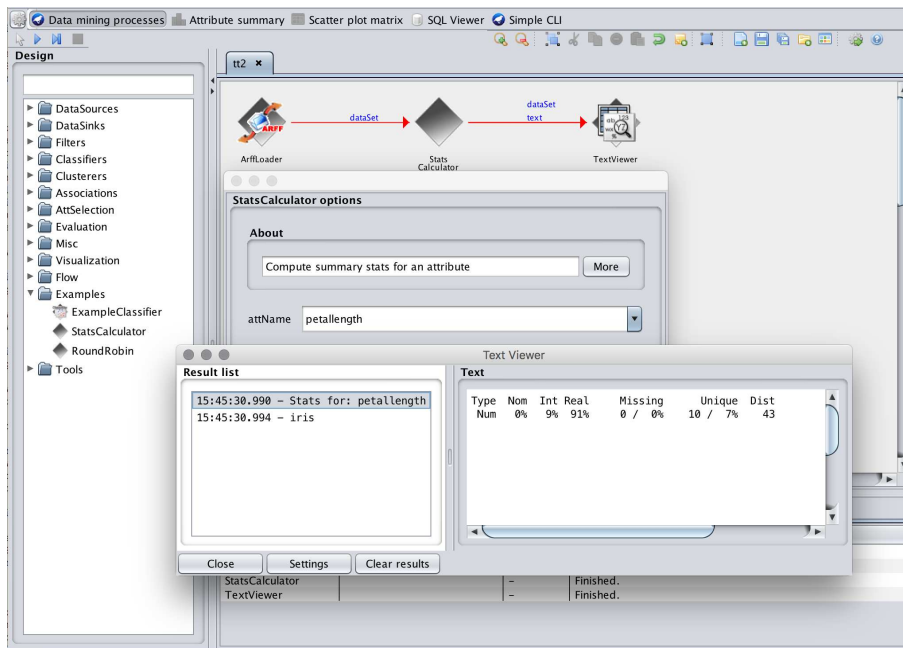 Data mining processes Attribute summary Scatter plot matrix SQL Viewer Simple CLI
Design
tt2 ×
DataSources
DataSinks
Filters
Classifiers
Clusterers
Associations
AttSelection
Evaluation
Misc
Visualization
Flow
Examples
ExampleClassifier
StatsCalculator
RoundRobin
Tools
dataSet
dataSet
text
ARFF
ArffLoader
Stats
Calculator
TextViewer
StatsCalculator options
About
Compute summary stats for an attribute
More
attName petallength
Text Viewer
Result list
15:45:30.990 – Stats for: petallength
15:45:30.994 – iris
Text
Type Nom Int Real Missing Unique Dist
Num 0% 9% 91% 0 / 0% 10 / 7% 43
Close Settings Clear results
StatsCalculator – Finished.
TextViewer – Finished.